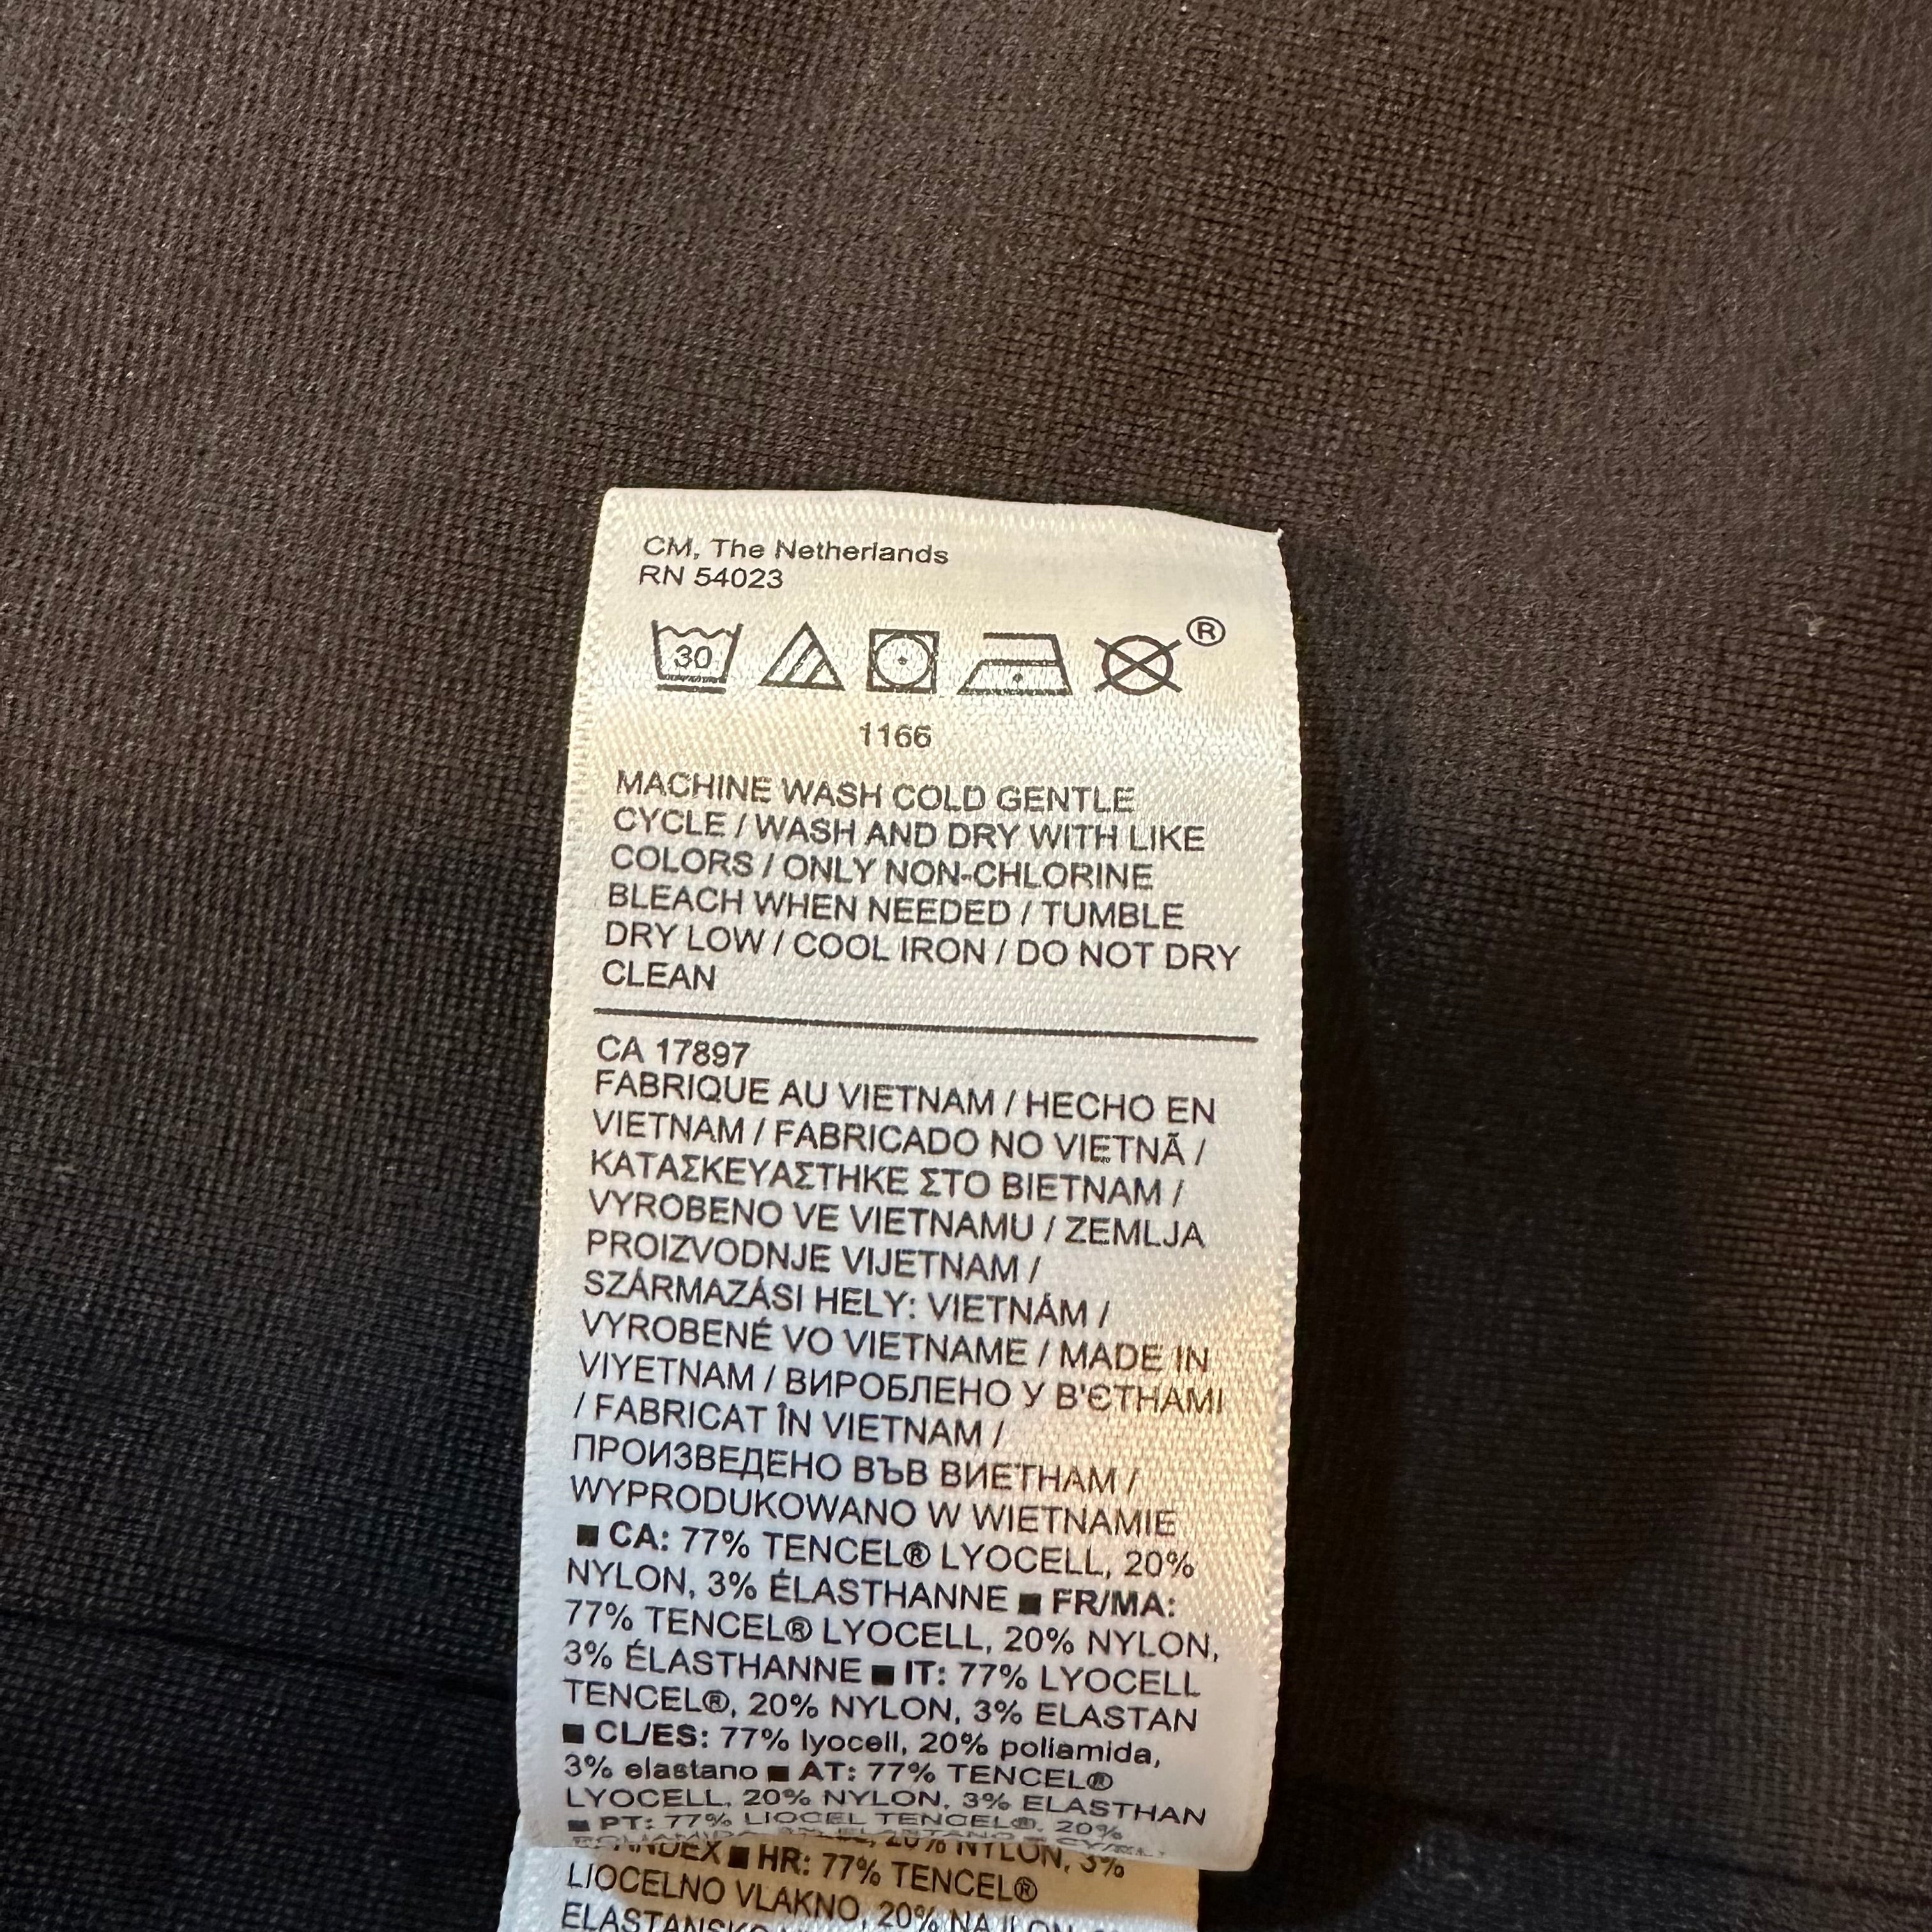 CM, The Netherlands
RN 54023
30
®
1166
MACHINE WASH COLD GENTLE
CYCLE / WASH AND DRY WITH LIKE
COLORS / ONLY NON-CHLORINE
BLEACH WHEN NEEDED / TUMBLE
DRY LOW / COOL IRON / DO NOT DRY
CLEAN
CA 17897
FABRIQUE AU VIETNAM / HECHO EN
VIETNAM / FABRICADO NO VIETNÃ /
ΚΑΤΑΣΚΕΥΑΣΤΗΚΕ ΣΤΟ ΒΙΕΤΝΑΜ /
VYROBENO VE VIETNAMU / ZEMLJA
PROIZVODNJE VIJETNAM /
SZÁRMAZÁSI HELY: VIETNÁM /
VYROBENÉ VO VIETNAME / MADE IN
VIYETNAM / ВИРОБЛЕНО У В'ЄТНАМІ
/ FABRICAT ÎN VIETNAM /
ПРОИЗВЕДЕНО ВЪВ ВИЕТНАМ /
WYPRODUKOWANO W WIETNAMIE
■ CA: 77% TENCEL® LYOCELL, 20%
NYLON, 3% ÉLASTHANNE ■ FR/MA:
77% TENCEL® LYOCELL, 20% NYLON,
3% ÉLASTHANNE ■ IT: 77% LYOCELL
TENCEL®, 20% NYLON, 3% ELASTAN
■ CL/ES: 77% lyocell, 20% poliamida,
3% elastano ■ AT: 77% TENCEL®
LYOCELL, 20% NYLON, 3% ELASTHAN
■ PT: 77% LIOCEL TENCEL®, 20%
POLIAMIDA, 3% ELASTANO
20% NYLON, 3%
■ HR: 77% TENCEL®
LIOCELNO VLAKNO, 20%